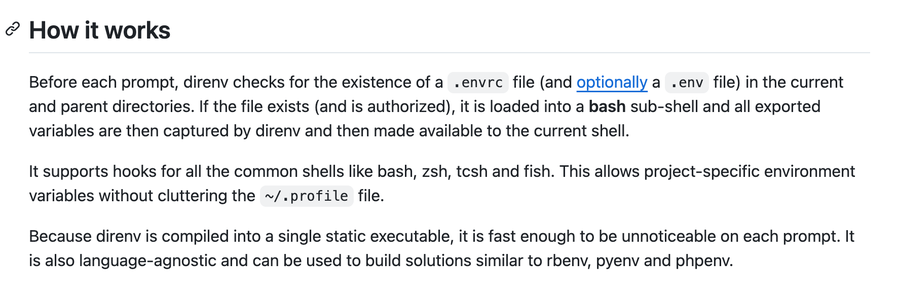 How it works
Before each prompt, direnv checks for the existence of a .envrc file (and optionally a .env file) in the current
and parent directories. If the file exists (and is authorized), it is loaded into a bash sub-shell and all exported
variables are then captured by direnv and then made available to the current shell.
It supports hooks for all the common shells like bash, zsh, tcsh and fish. This allows project-specific environment
variables without cluttering the ~/.profile file.
Because direnv is compiled into a single static executable, it is fast enough to be unnoticeable on each prompt. It
is also language-agnostic and can be used to build solutions similar to rbenv, pyenv and phpenv.